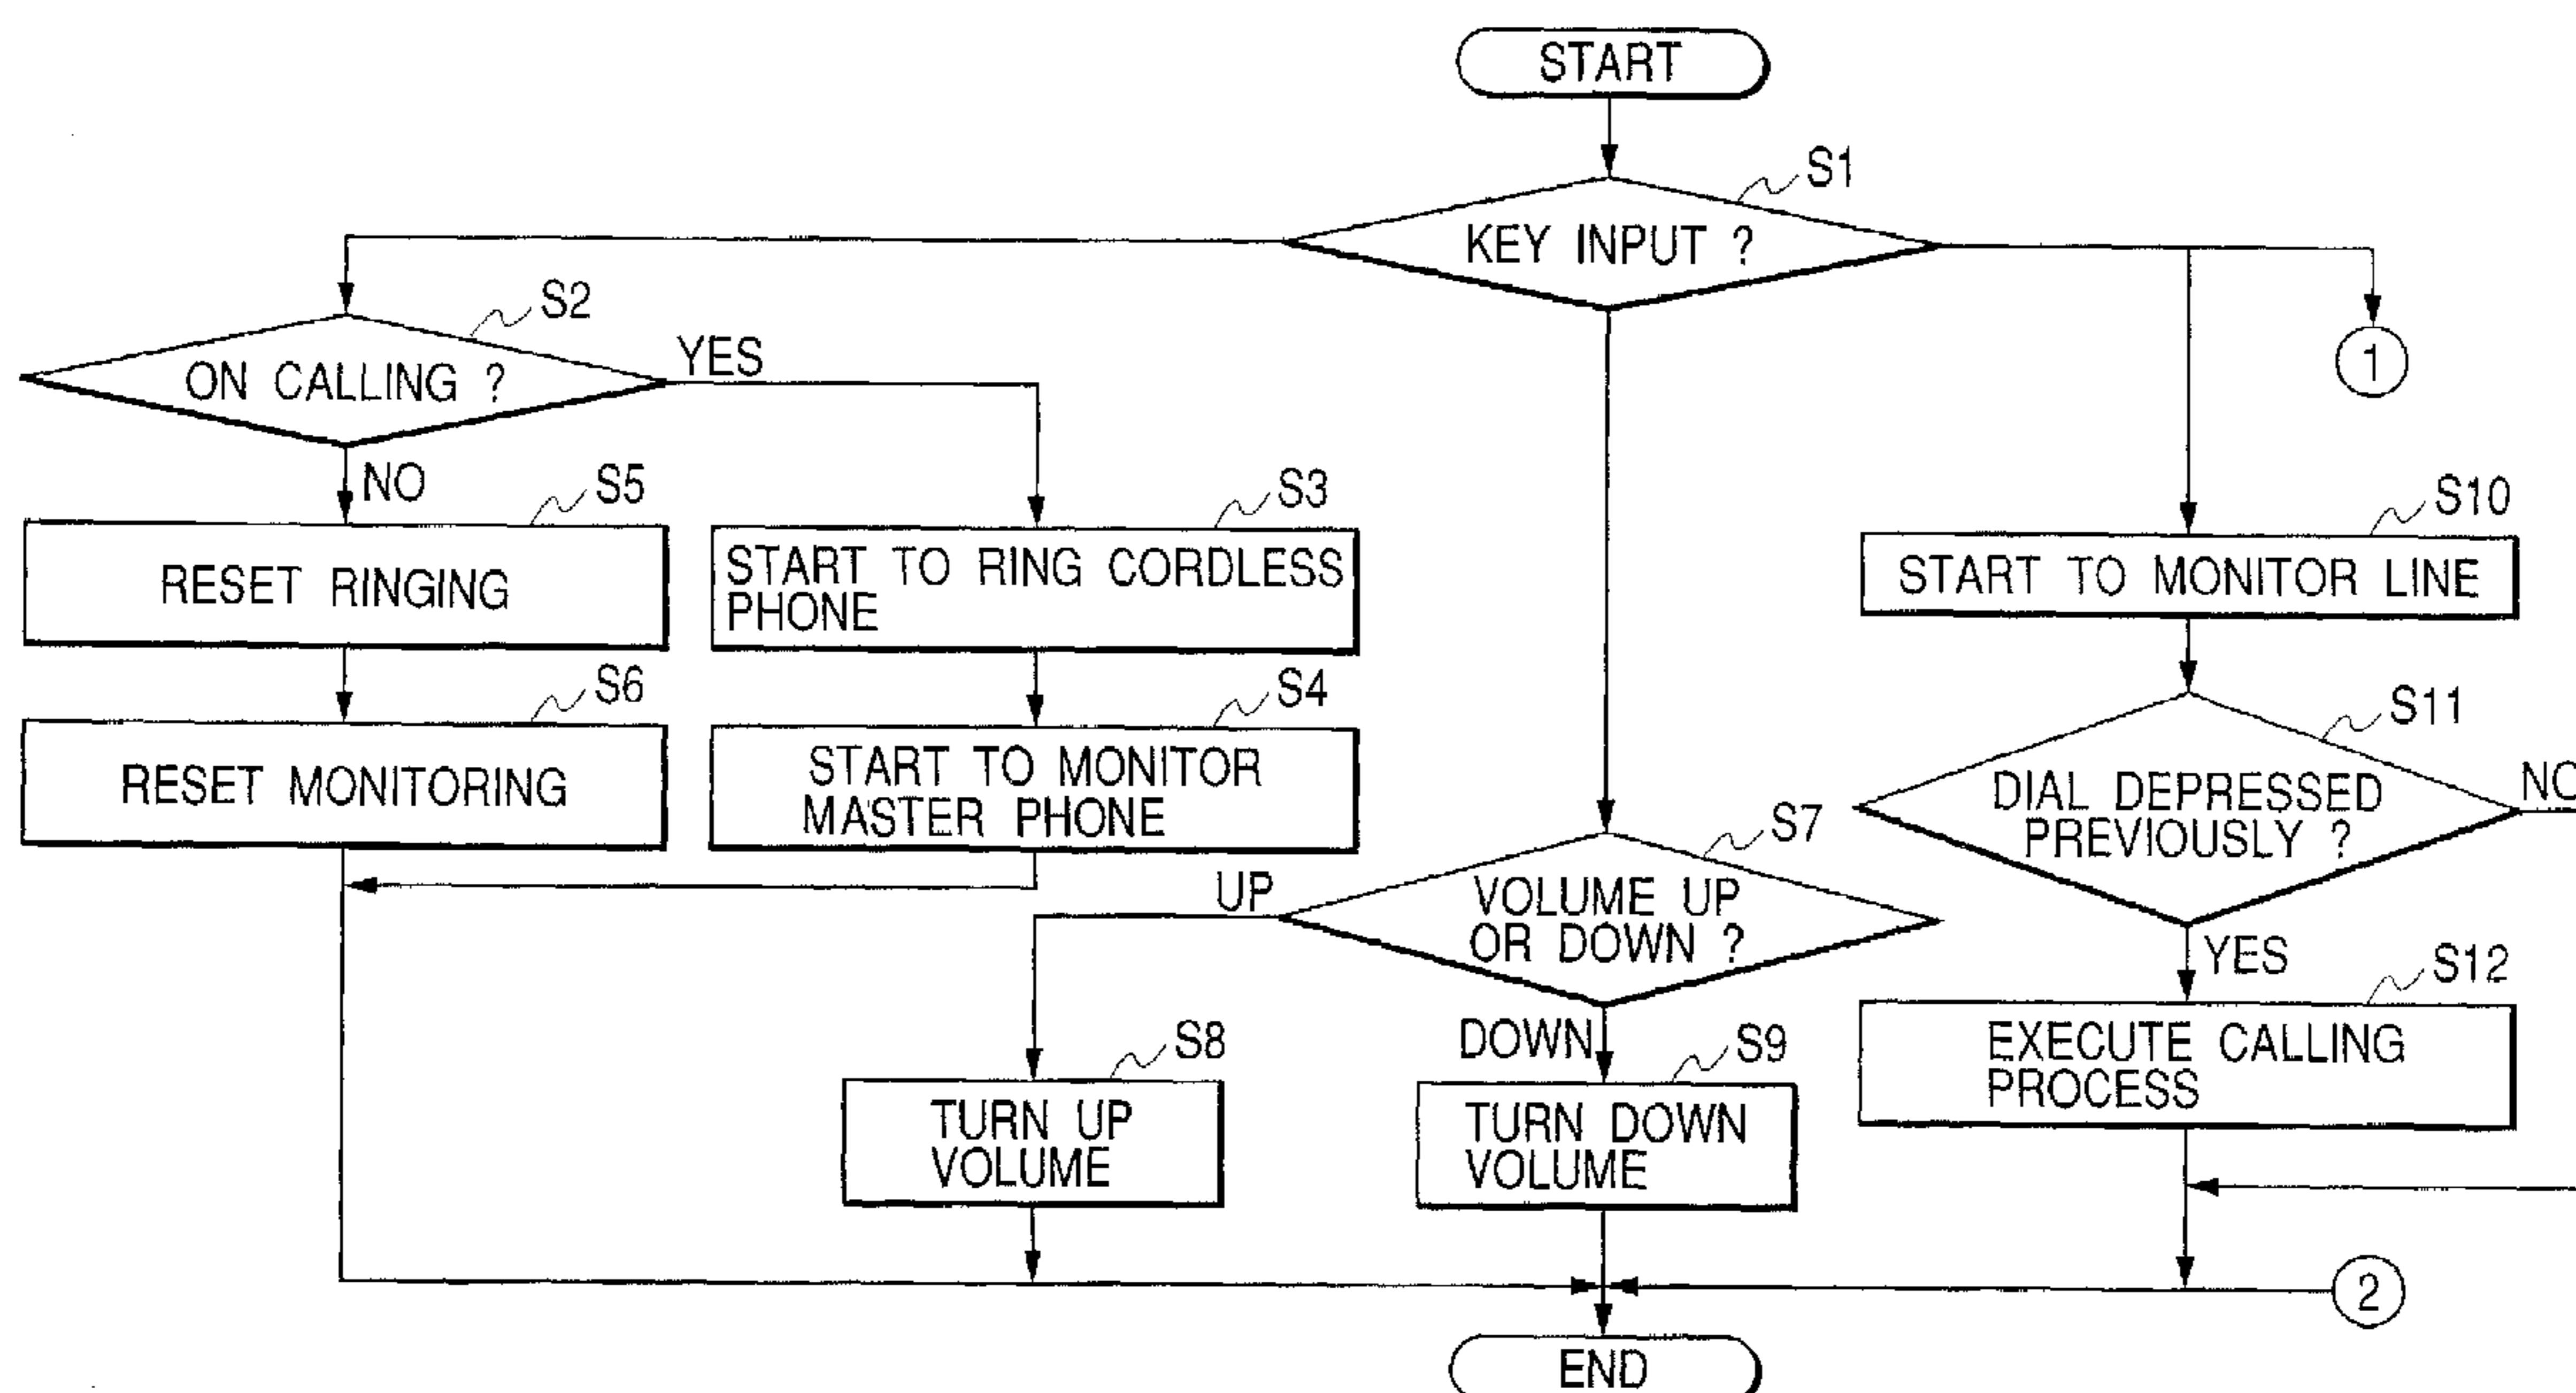 START
S1
KEY INPUT ?
S2
ON CALLING ?
YES
1
NO
S5
S3
S10
RESET RINGING
START TO RING CORDLESS
PHONE
START TO MONITOR LINE
S6
S4
S11
RESET MONITORING
START TO MONITOR
MASTER PHONE
DIAL DEPRESSED
PREVIOUSLY ?
NO
S7
UP
VOLUME UP
OR DOWN ?
YES
S12
DOWN
S8
S9
EXECUTE CALLING
PROCESS
TURN UP
VOLUME
TURN DOWN
VOLUME
2
END